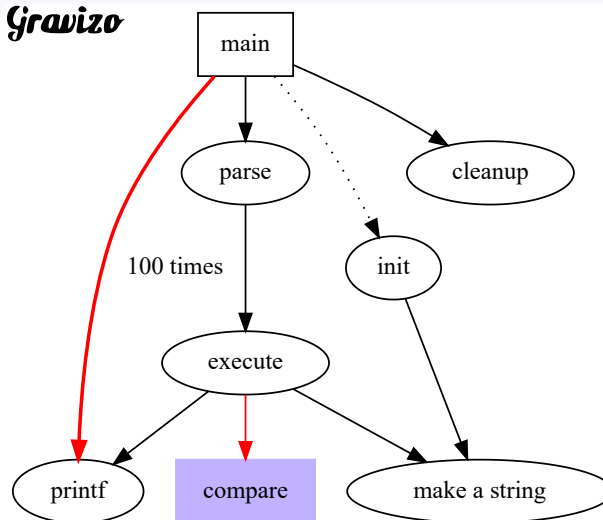 Gravizo
main
parse
cleanup
100 times
init
execute
printf
compare
make a string